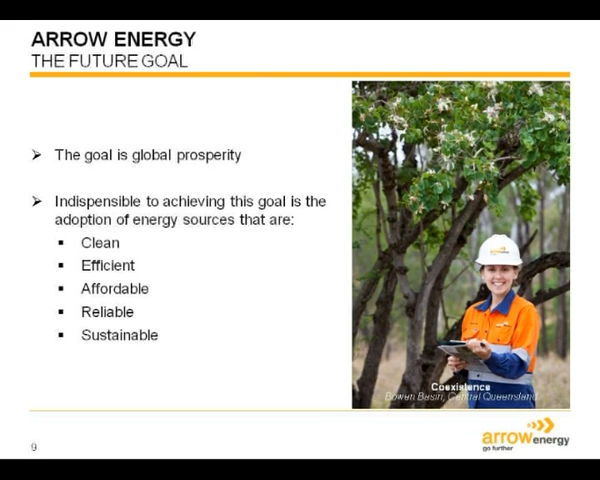 ARROW ENERGY
THE FUTURE GOAL
The goal is global prosperity
Indispensible to achieving this goal is the
adoption of energy sources that are:
Clean
Efficient
Affordable
Reliable
Sustainable
Coexistence
Bowen Basin, Central Queensland
9
arrowenergy
go further